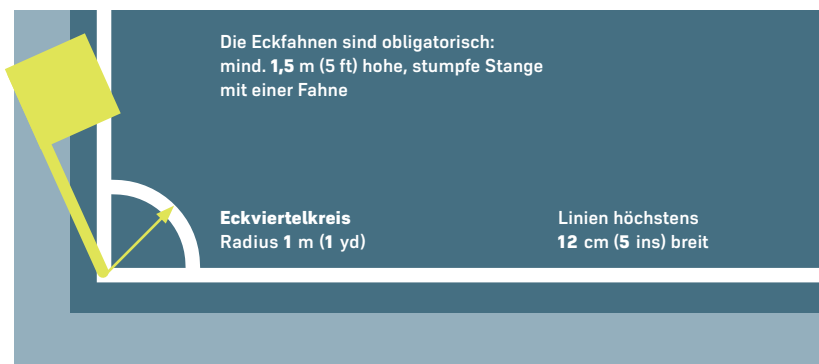 Die Eckfahnen sind obligatorisch:
mind. 1,5 m (5 ft) hohe, stumpfe Stange
mit einer Fahne
Eckviertelkreis
Radius 1 m (1 yd)
Linien höchstens
12 cm (5 ins) breit